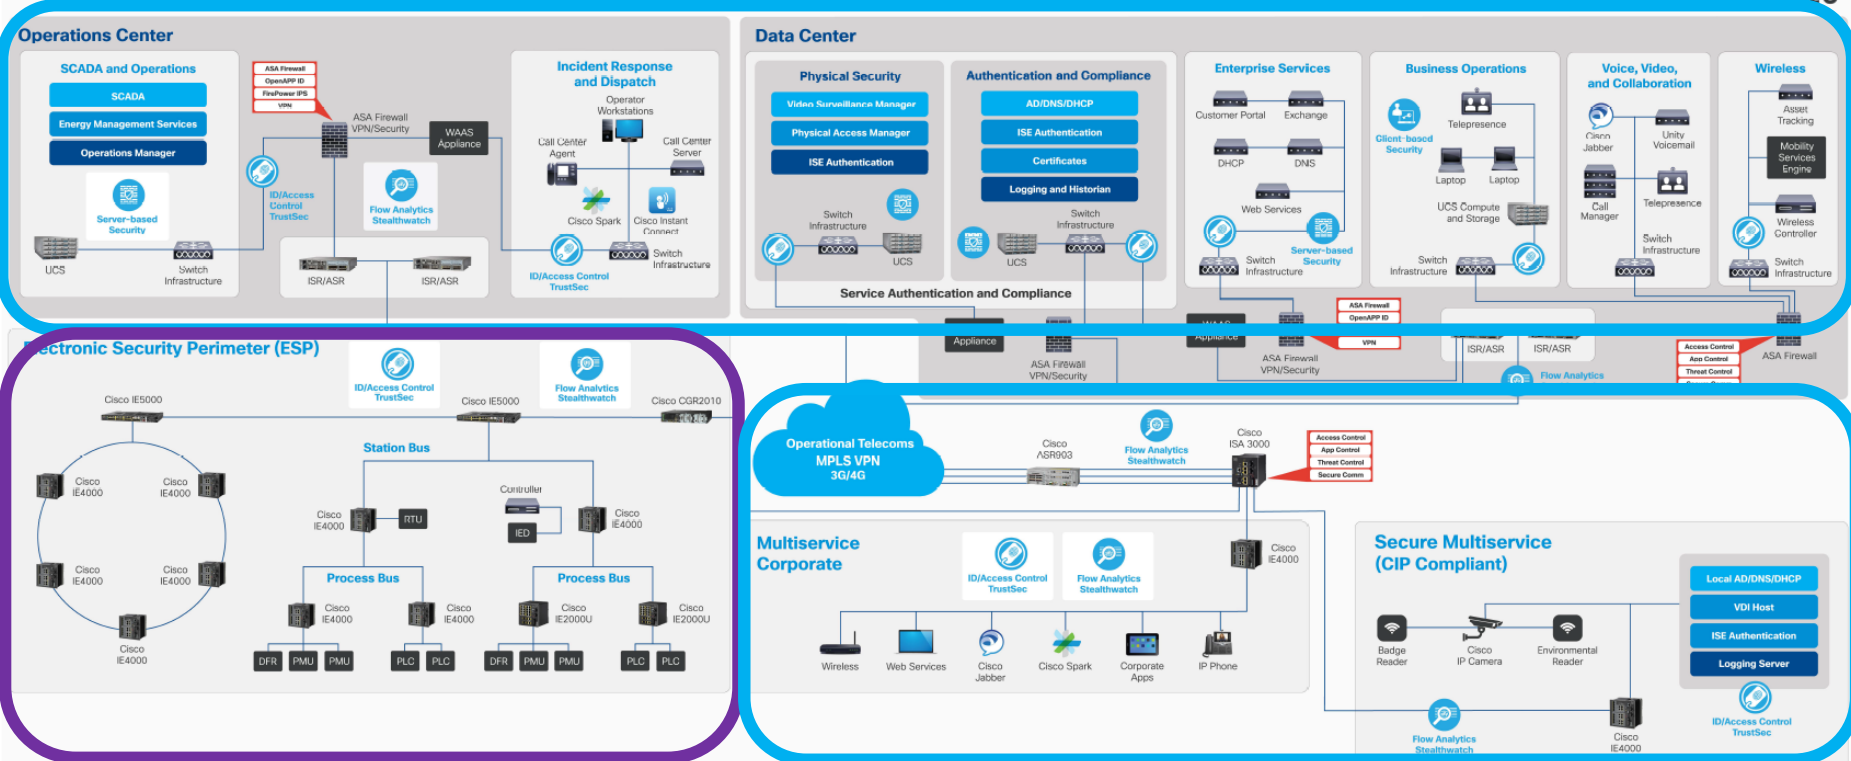 Operations Center
SCADA and Operations
SCADA
Energy Management Services
Operations Manager
Server-based
Security
UCS
Switch
Infrastructure
ASA Firewall
OpenAPP ID
FirePower IPS
VPN
ASA Firewall
VPN/Security
WAAS
Appliance
ID/Access
Control
TrustSec
Flow Analytics
Stealthwatch
ISR/ASR
ISR/ASR
Incident Response
and Dispatch
Operator
Workstations
Call Center
Agent
Call Center
Server
Cisco Spark
Cisco Instant
Connect
ID/Access Control
TrustSec
Switch
Infrastructure
Data Center
Physical Security
Video Surveillance Manager
Physical Access Manager
ISE Authentication
Switch
Infrastructure
UCS
Authentication and Compliance
AD/DNS/DHCP
ISE Authentication
Certificates
Logging and Historian
Switch
Infrastructure
UCS
Service Authentication and Compliance
Enterprise Services
Customer Portal
Exchange
DHCP
DNS
Web Services
Switch
Infrastructure
Server-based
Security
Business Operations
Client-based
Security
Telepresence
Laptop
Laptop
UCS Compute
and Storage
Switch
Infrastructure
Voice, Video,
and Collaboration
Cisco
Jabber
Unity
Voicemail
Call
Manager
Telepresence
Switch
Infrastructure
Wireless
Asset
Tracking
Mobility
Services
Engine
Wireless
Controller
Switch
Infrastructure
Appliance
ASA Firewall
VPN/Security
WAAS
Appliance
ASA Firewall
VPN/Security
ASA Firewall
OpenAPP ID
VPN
ISR/ASR
ISR/ASR
Flow Analytics
Access Control
App Control
Threat Control
ASA Firewall
Electronic Security Perimeter (ESP)
ID/Access Control
TrustSec
Flow Analytics
Stealthwatch
Cisco IE5000
Cisco IE5000
Cisco CGR2010
Station Bus
Cisco
IE4000
Cisco
IE4000
Cisco
IE4000
Cisco
IE4000
Cisco
IE4000
Cisco
IE4000
RTU
Controller
IED
Cisco
IE4000
Process Bus
Process Bus
Cisco
IE4000
Cisco
IE4000
Cisco
IE2000U
Cisco
IE2000U
DFR
PMU
PMU
PLC
PLC
DFR
PMU
PMU
PLC
PLC
Operational Telecoms
MPLS VPN
3G/4G
Cisco
ASR903
Flow Analytics
Stealthwatch
Cisco
ISA 3000
Access Control
App Control
Threat Control
Secure Comm
Multiservice
Corporate
ID/Access Control
TrustSec
Flow Analytics
Stealthwatch
Cisco
IE4000
Wireless
Web Services
Cisco
Jabber
Cisco Spark
Corporate
Apps
IP Phone
Secure Multiservice
(CIP Compliant)
Badge
Reader
Cisco
IP Camera
Environmental
Reader
Local AD/DNS/DHCP
VDI Host
ISE Authentication
Logging Server
ID/Access Control
TrustSec
Flow Analytics
Stealthwatch
Cisco
IE4000